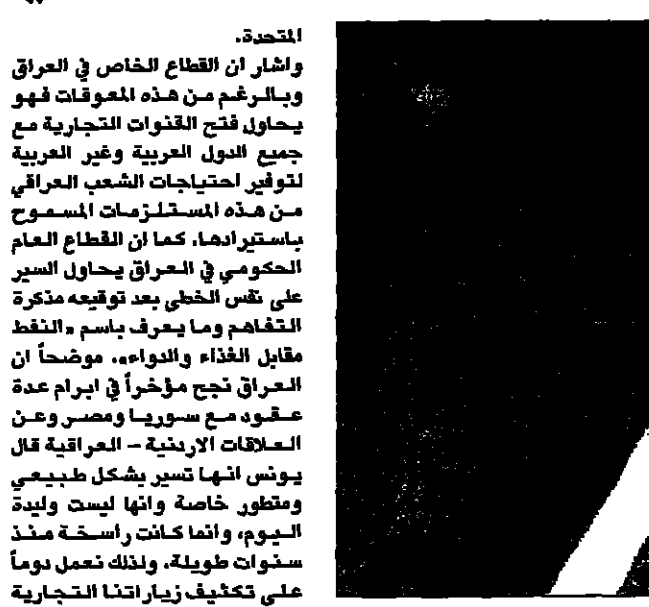 المتحدة.
واشار ان القطاع الخاص في العراق
وبالرغم من هذه المعوقات فهو
يحاول فتح القنوات التجارية مع
جميع الدول العربية وغير العربية
لتوفير احتياجات الشعب العراقي
من هذه المستلزمات المسموح
باستيرادها. كما ان القطاع العام
الحكومي في العراق يحاول السير
على نفس الخطى بعد توقيعه مذكرة
التفاهم وما يعرف باسم «النفط
مقابل الغذاء والدواء». موضحاً ان
العراق نجح مؤخراً في ابرام عدة
عقود مع سوريا ومصر وعن
العلاقات الاردنية – العراقية قال
يونس انها تسير بشكل طبيعي
ومتطور خاصة وانها ليست وليدة
اليوم، وانما كانت راسخة منذ
سنوات طويلة. ولذلك نعمل دوماً
على تكثيف زياراتنا التجارية